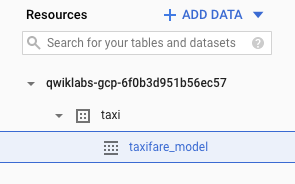 Resources + ADD DATA
Search for your tables and datasets ?
qwiklabs-gcp-6f0b3d951b56ec57
taxi
taxifare_model